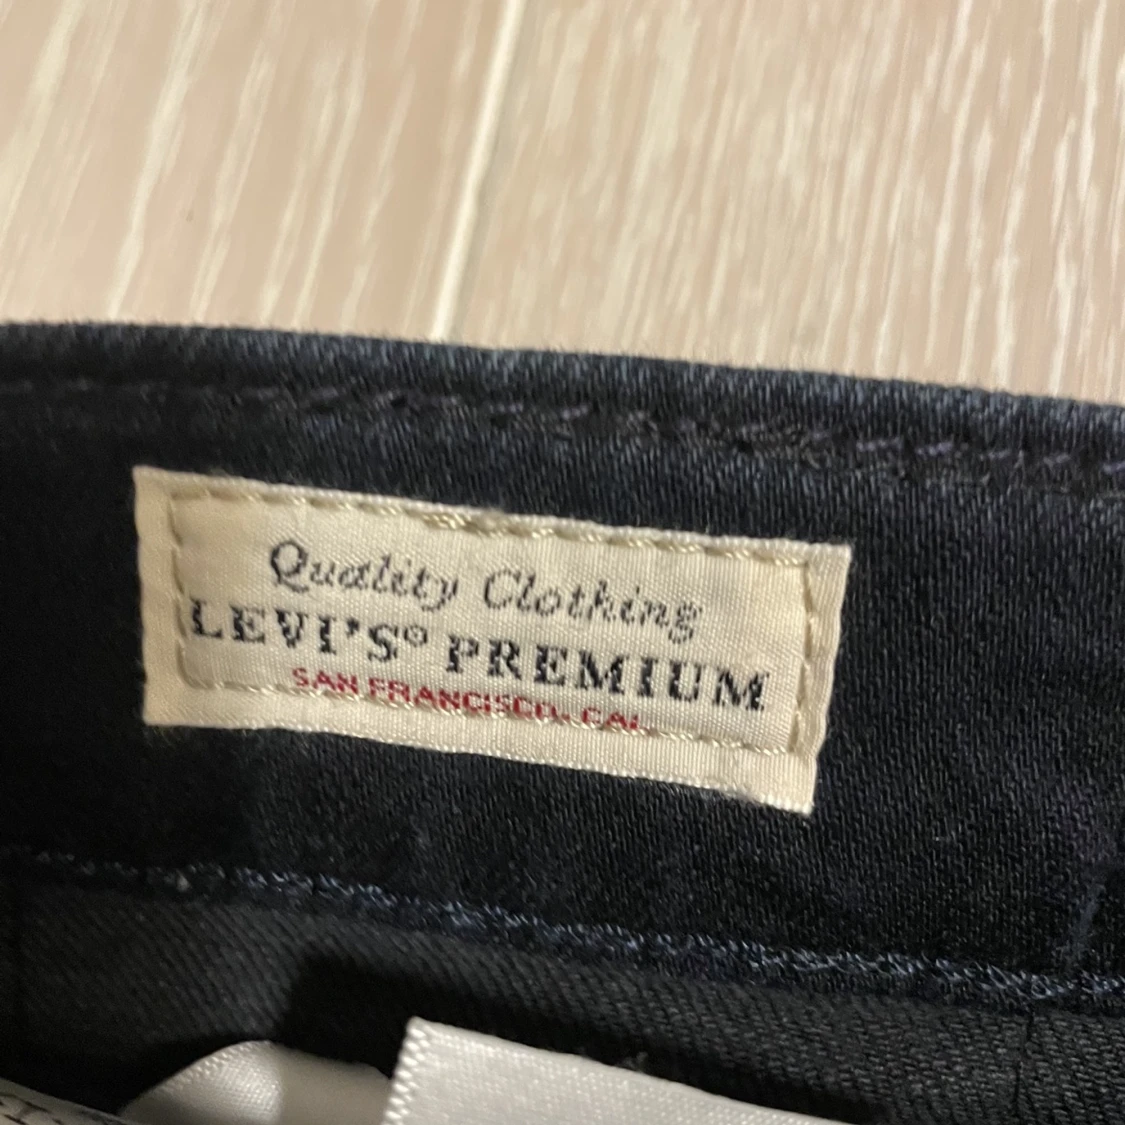 Quality Clothing
LEVI'S® PREMIUM
SAN FRANCISCO, CAL